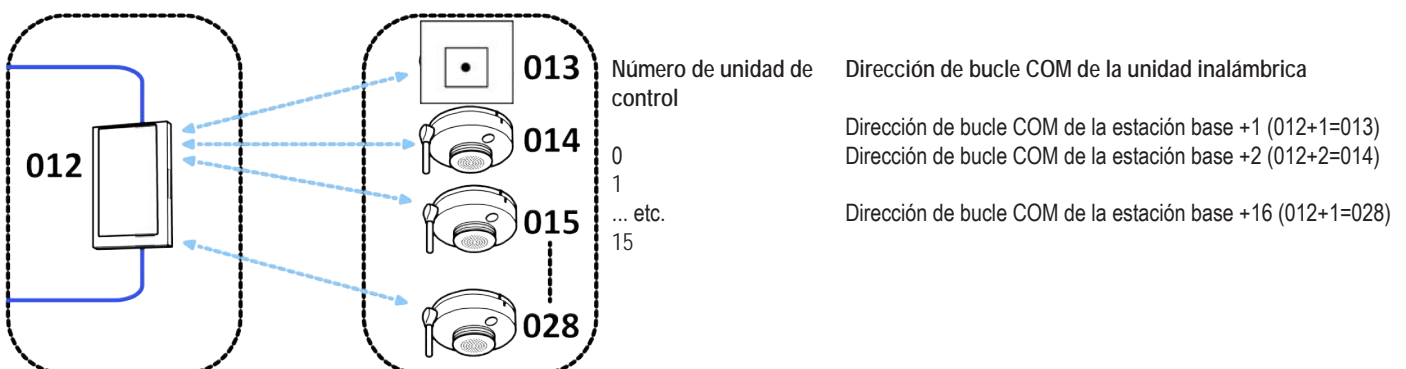 012
013
014
015
028
Número de unidad de
control
0
1
... etc.
15
Dirección de bucle COM de la unidad inalámbrica
Dirección de bucle COM de la estación base +1 (012+1=013)
Dirección de bucle COM de la estación base +2 (012+2=014)
Dirección de bucle COM de la estación base +16 (012+1=028)